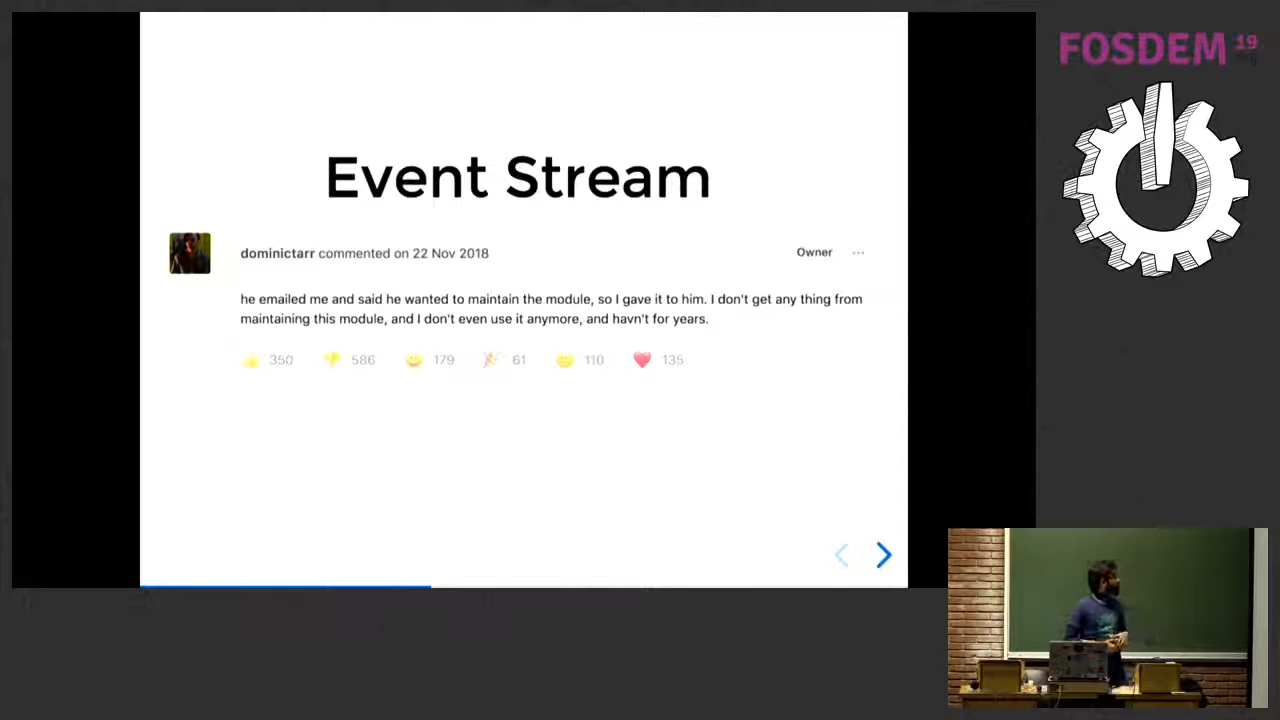 FOSDEM 19
Event Stream
dominictarr commented on 22 Nov 2018
Owner ...
he emailed me and said he wanted to maintain the module, so I gave it to him. I don't get any thing from
maintaining this module, and I don't even use it anymore, and havn't for years.
350 586 179 61 110 135